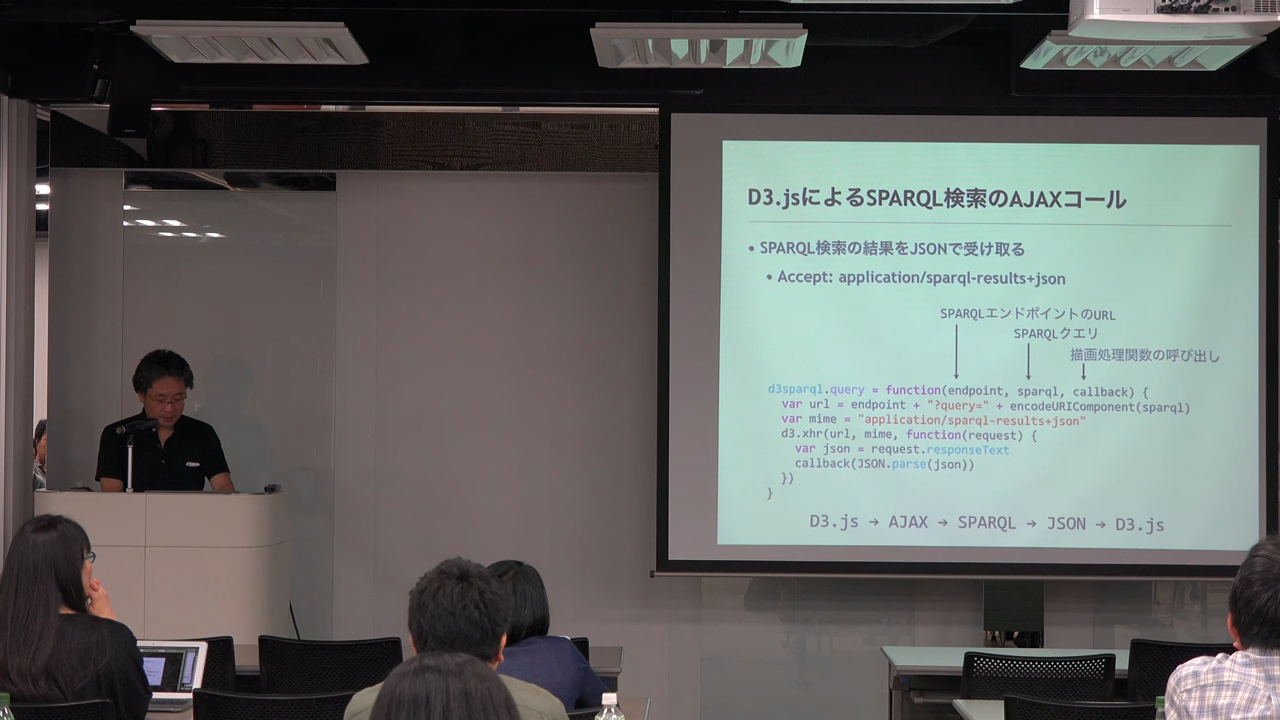 D3.jsによるSPARQL検索のAJAXコール
• SPARQL検索の結果をJSONで受け取る
• Accept: application/sparql-results+json
SPARQLエンドポイントのURL
SPARQLクエリ
描画処理関数の呼び出し
d3sparql.query = function(endpoint, sparql, callback) {
var url = endpoint + "?query=" + encodeURIComponent(sparql)
var mime = "application/sparql-results+json"
d3.xhr(url, mime, function(request) {
var json = request.responseText
callback(JSON.parse(json))
})
}
D3.js → AJAX → SPARQL → JSON → D3.js